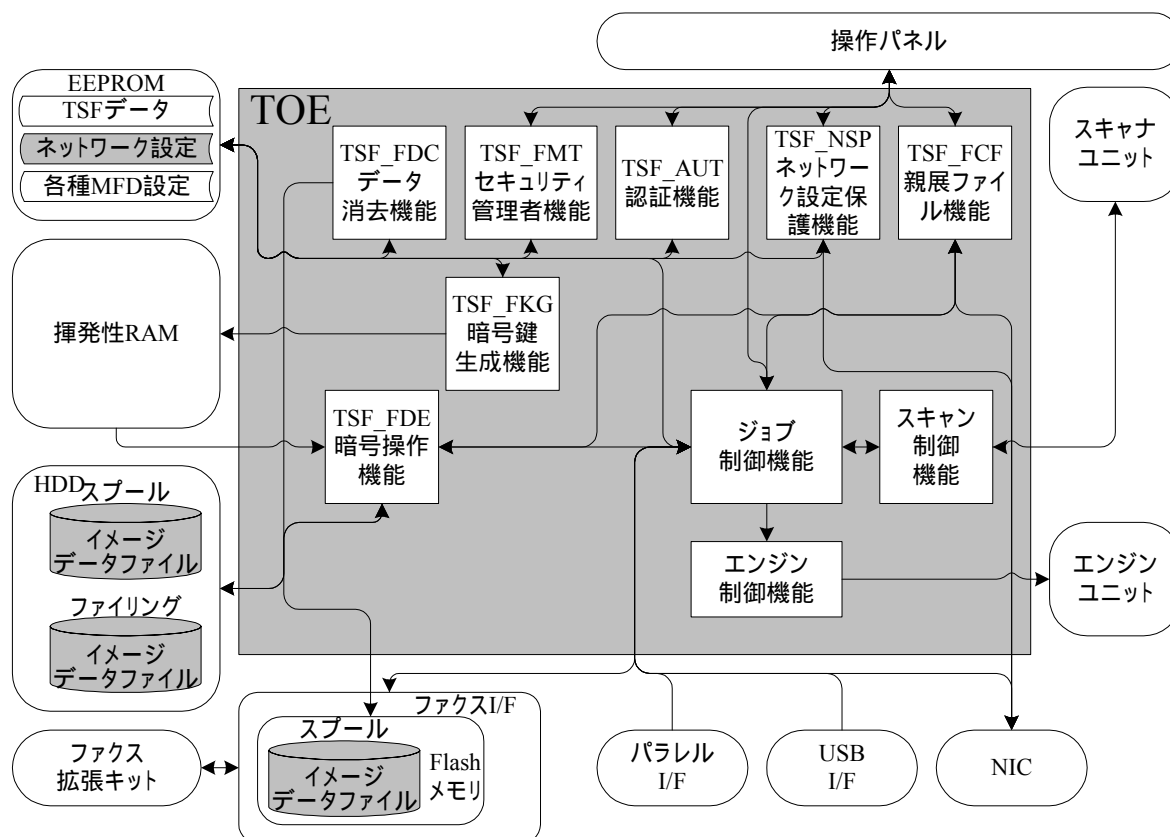 操作パネル
EEPROM
TSFデータ
ネットワーク設定
各種MFD設定
TOE
TSF_FDC
データ
消去機能
TSF_FMT
セキュリティ
管理者機能
TSF_AUT
認証機能
TSF_NSP
ネットワー
ク設定保
護機能
TSF_FCF
親展ファイ
ル機能
スキャナ
ユニット
揮発性RAM
TSF_FKG
暗号鍵
生成機能
TSF_FDE
暗号操作
機能
ジョブ
制御機能
スキャン
制御
機能
HDD
スプール
イメージ
データファイル
ファイリング
イメージ
データファイル
エンジン
制御機能
エンジン
ユニット
ファクスI/F
スプール
イメージ
データファイル
Flash
メモリ
ファクス
拡張キット
パラレル
I/F
USB
I/F
NIC